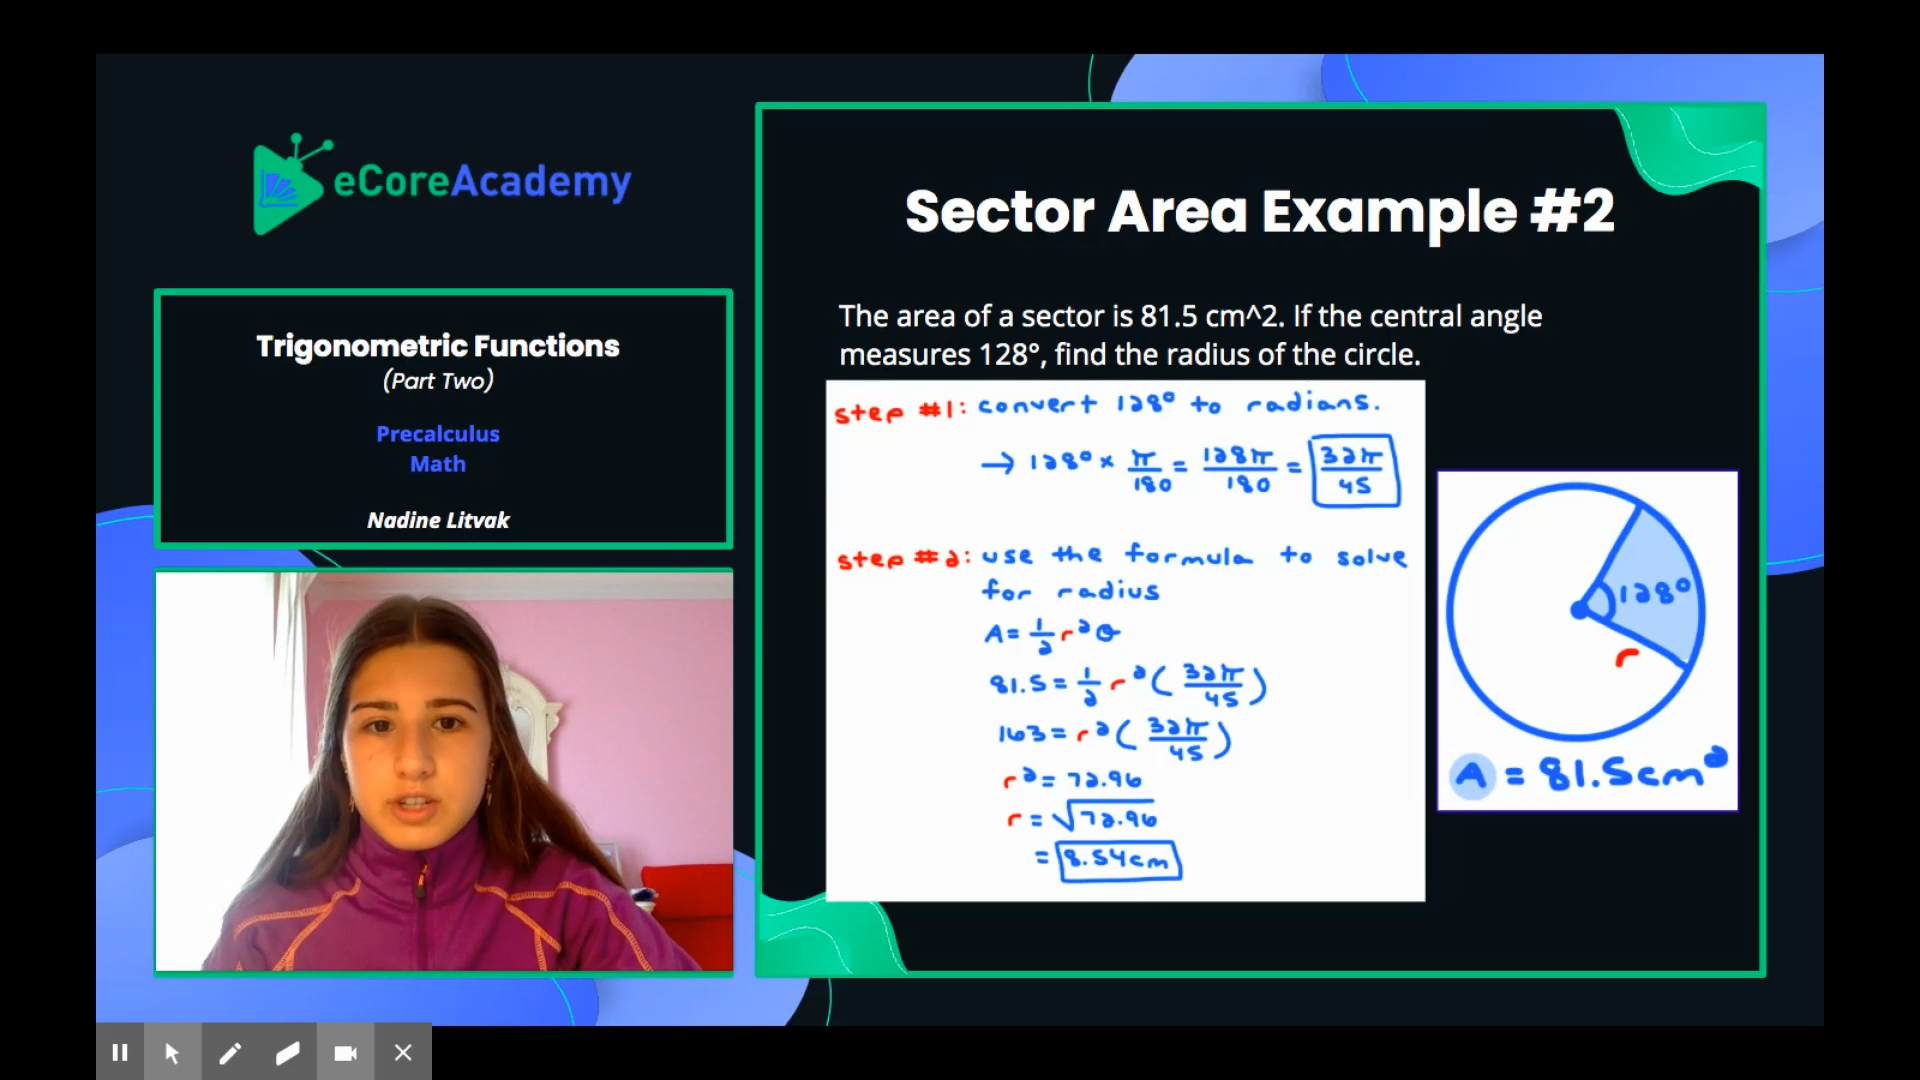 eCoreAcademy
Trigonometric Functions
(Part Two)
Precalculus
Math
Nadine Litvak
Sector Area Example #2
The area of a sector is 81.5 cm^2. If the central angle
measures 128°, find the radius of the circle.
step #1: convert 128° to radians.
→ 128° × π/180 = 128π/180 = 32π/45
step #2: use the formula to solve
for radius
A = 1/2 r² θ
81.5 = 1/2 r² (32π/45)
163 = r² (32π/45)
r² = 72.96
r = √72.96
= 8.54cm
128°
r
A = 81.5cm²